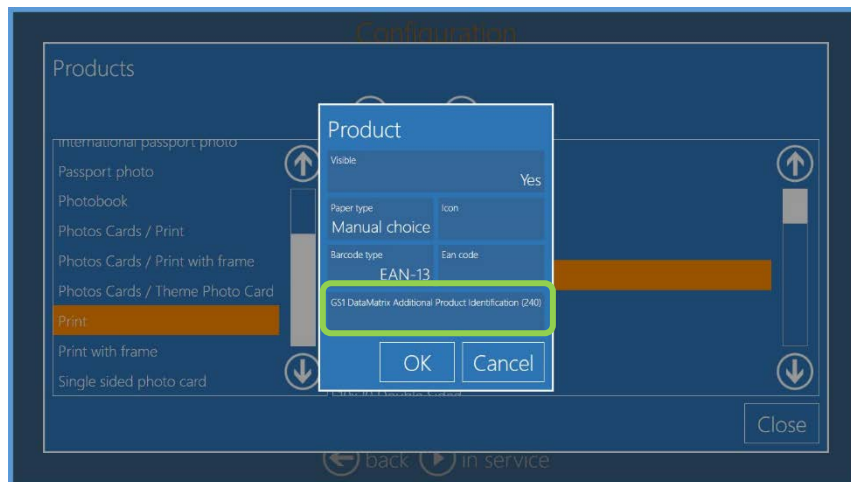 Configuration
Products
International passport photo
Passport photo
Photobook
Photos Cards / Print
Photos Cards / Print with frame
Photos Cards / Theme Photo Card
Print
Print with frame
Single sided photo card
Product
Visible
Yes
Paper type
Manual choice
Icon
Barcode type
EAN-13
Ean code
GS1 DataMatrix Additional Product Identification (240)
OK Cancel
Double Sided
Close
back in service